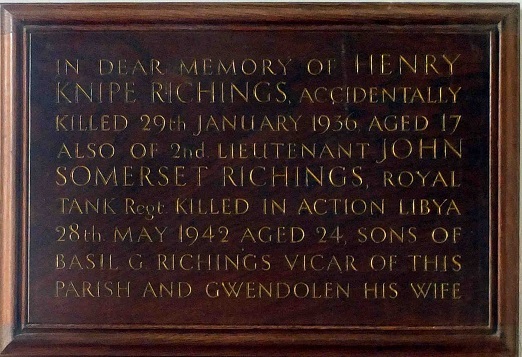 IN DEAR MEMORY OF HENRY
KNIPE RICHINGS, ACCIDENTALLY
KILLED 29th JANUARY 1936, AGED 17
ALSO OF 2nd. LIEUTENANT JOHN
SOMERSET RICHINGS, ROYAL
TANK Regt. KILLED IN ACTION LIBYA
28th MAY 1942 AGED 24, SONS OF
BASIL G RICHINGS VICAR OF THIS
PARISH AND GWENDOLEN HIS WIFE